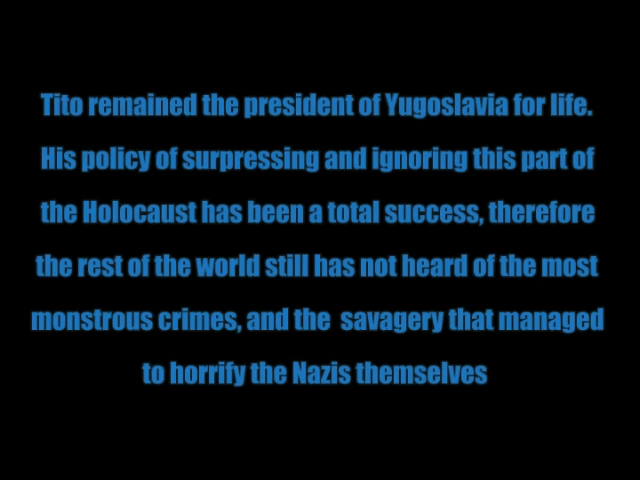 Tito remained the president of Yugoslavia for life.
His policy of surpressing and ignoring this part of
the Holocaust has been a total success, therefore
the rest of the world still has not heard of the most
monstrous crimes, and the  savagery that managed
to horrify the Nazis themselves